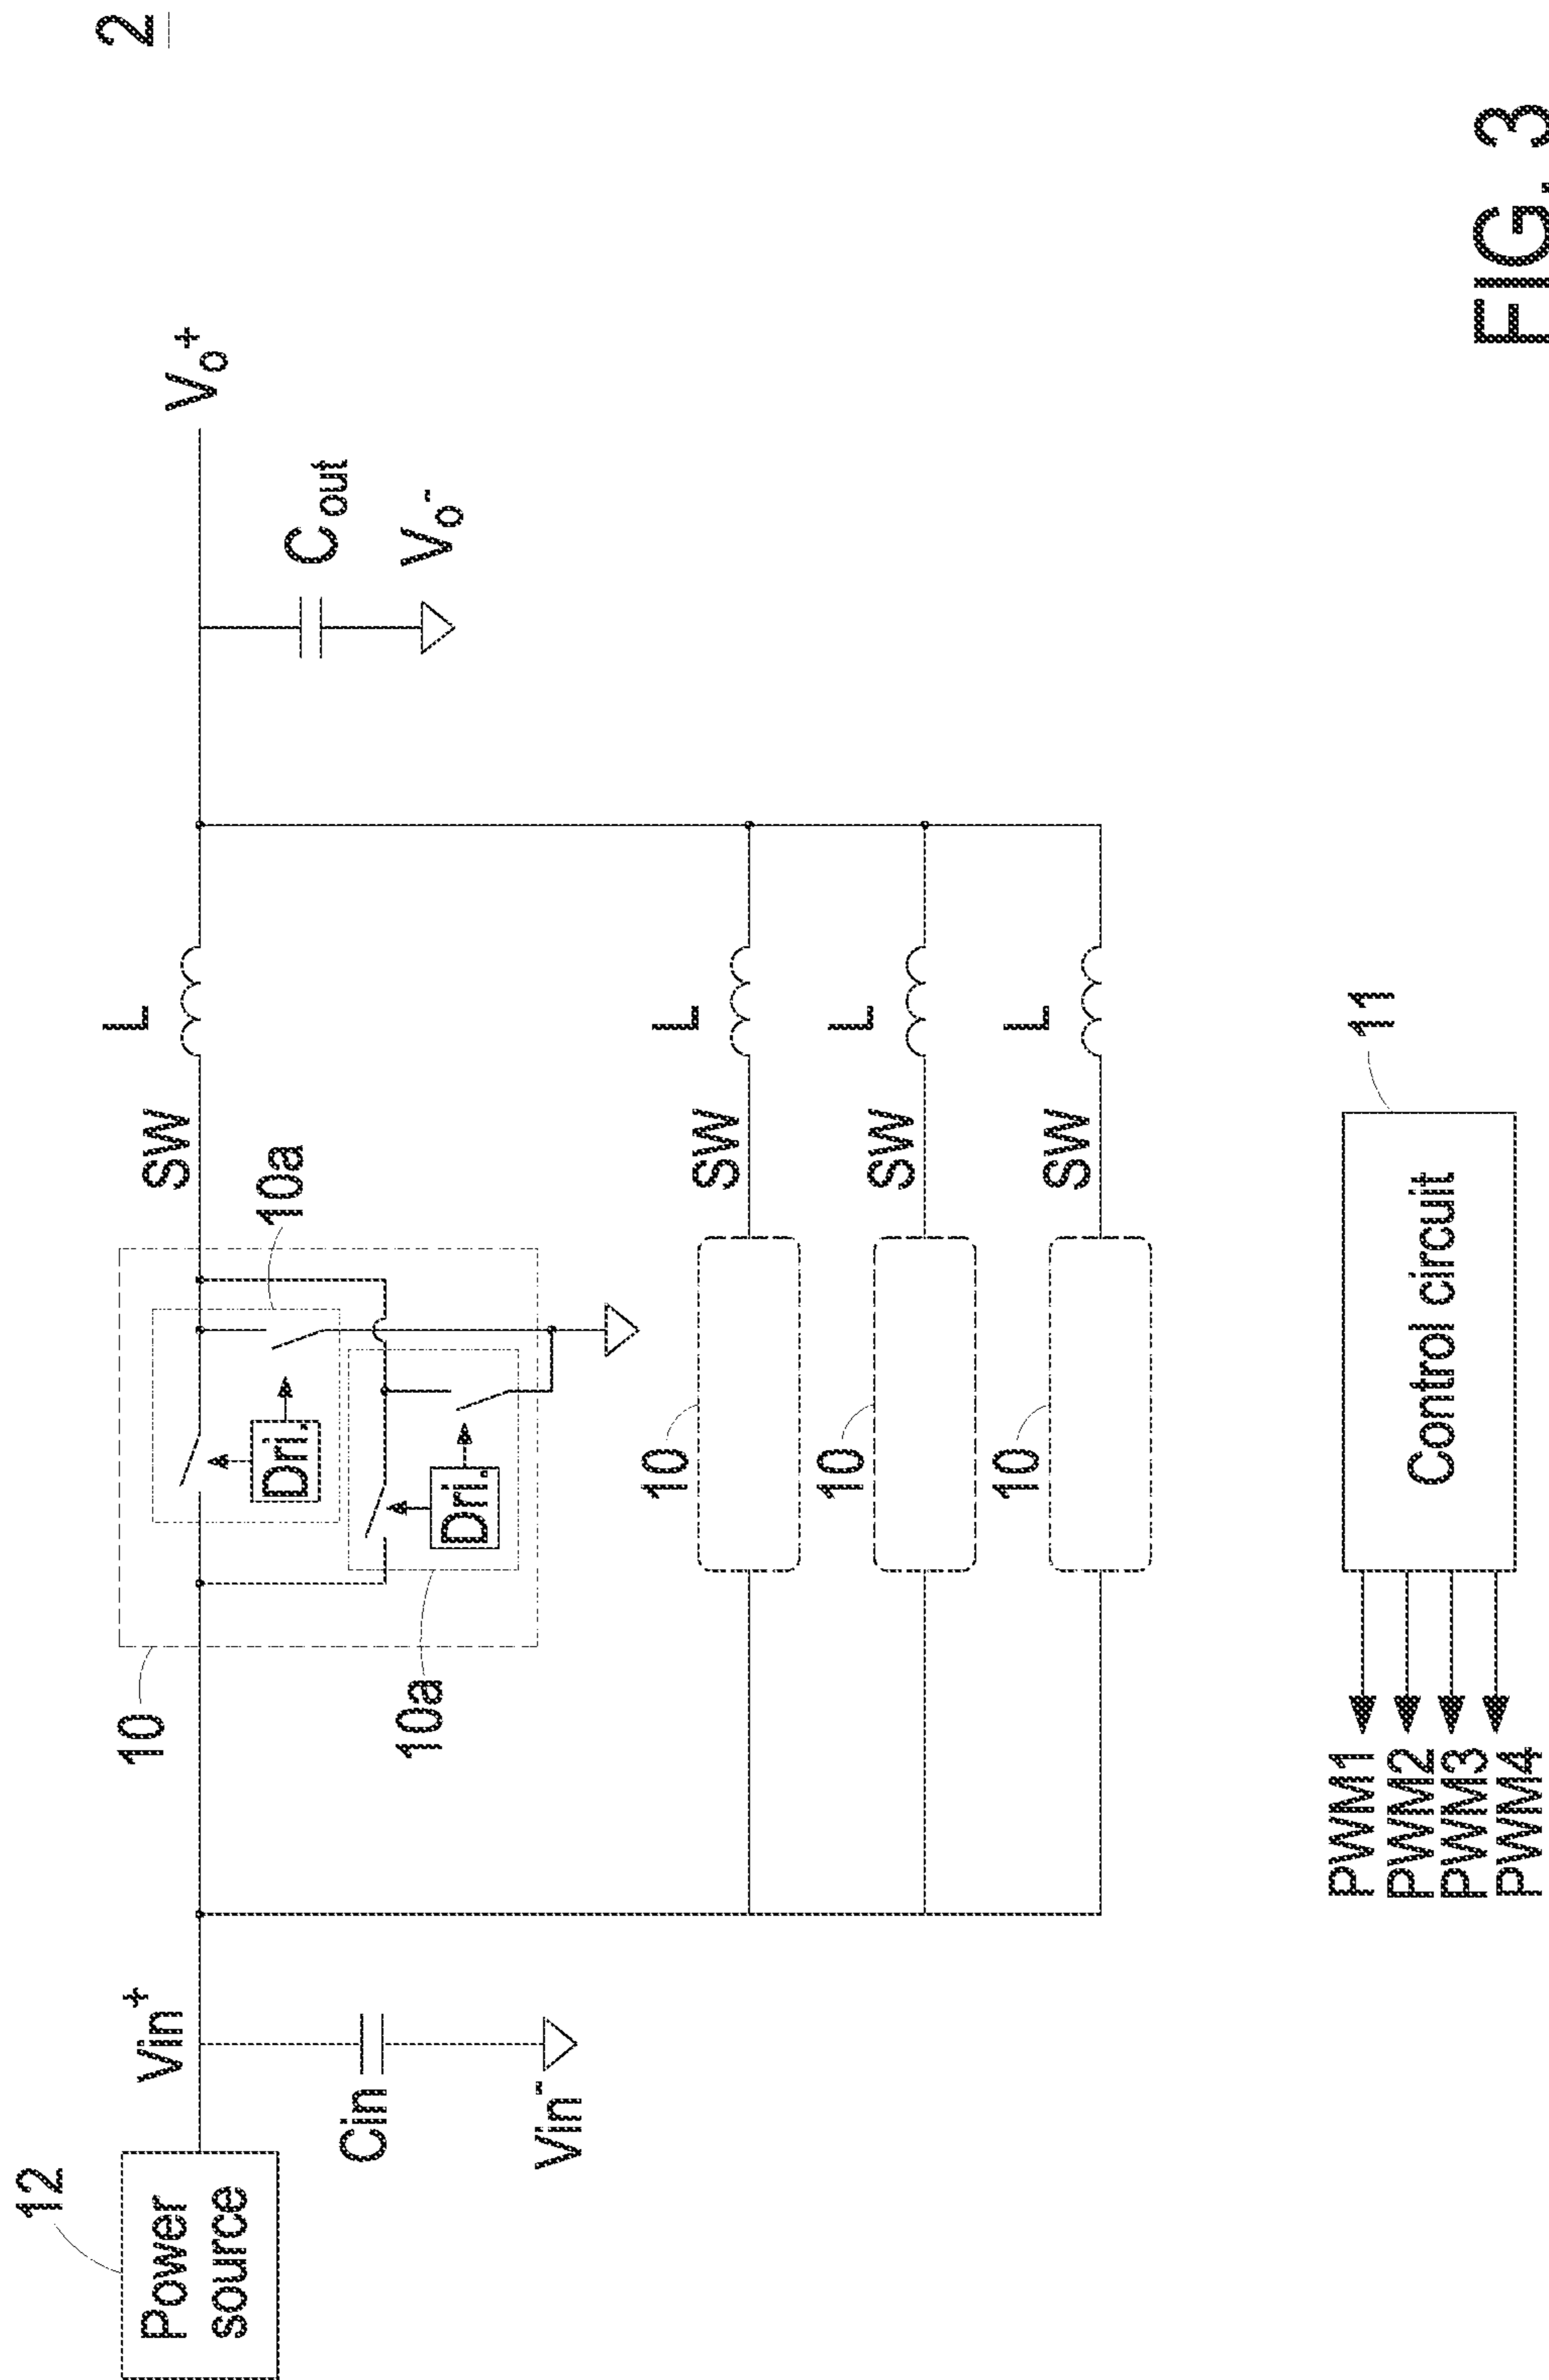 2
12
Power
source
Vin+
Cin
Vin-
10
10a
Dri.
Dri.
10a
SW
L
Vo+
Cout
Vo-
10
SW
L
10
SW
L
10
SW
L
11
Control circuit
PWM1
PWM2
PWM3
PWM4
FIG. 3